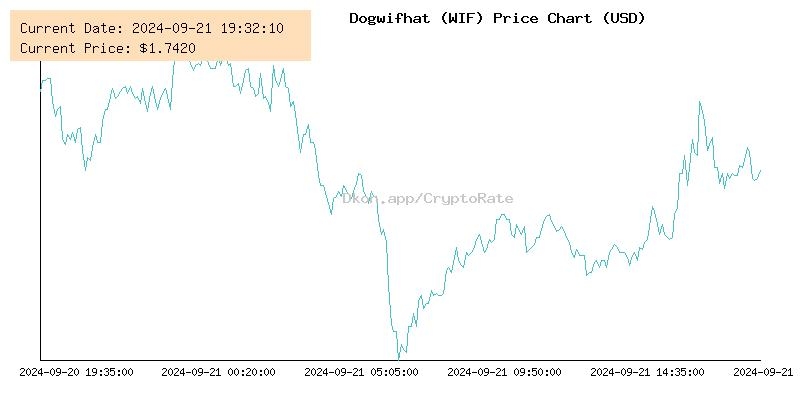 Dogwifhat (WIF) Price Chart (USD)
Current Date: 2024-09-21 19:32:10
Current Price: $1.7420
Dkon.app/CryptoRate
2024-09-20 19:35:00 2024-09-21 00:20:00 2024-09-21 05:05:00 2024-09-21 09:50:00 2024-09-21 14:35:00 2024-09-21